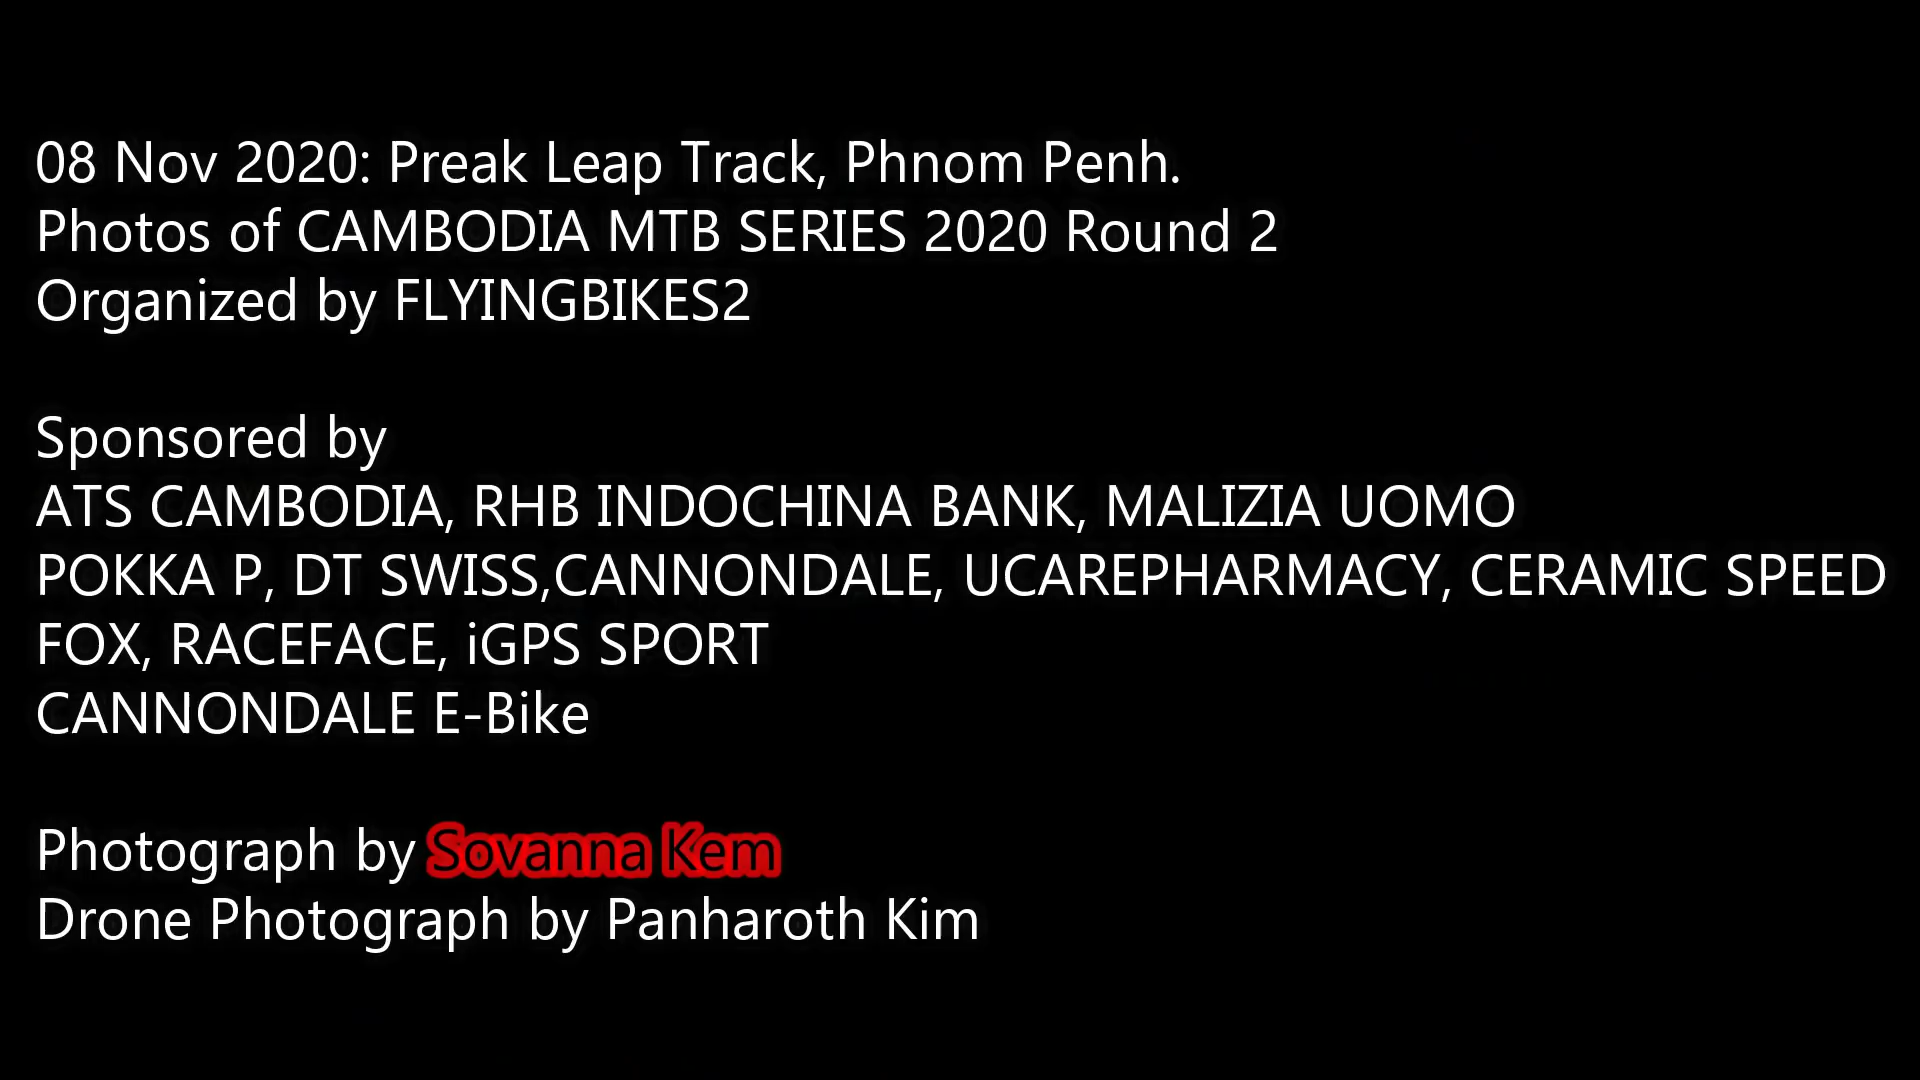 08 Nov 2020: Preak Leap Track, Phnom Penh.
Photos of CAMBODIA MTB SERIES 2020 Round 2
Organized by FLYINGBIKES2
Sponsored by
ATS CAMBODIA, RHB INDOCHINA BANK, MALIZIA UOMO
POKKA P, DT SWISS,CANNONDALE, UCAREPHARMACY, CERAMIC SPEED
FOX, RACEFACE, iGPS SPORT
CANNONDALE E-Bike
Photograph by Sovanna Kem
Drone Photograph by Panharoth Kim